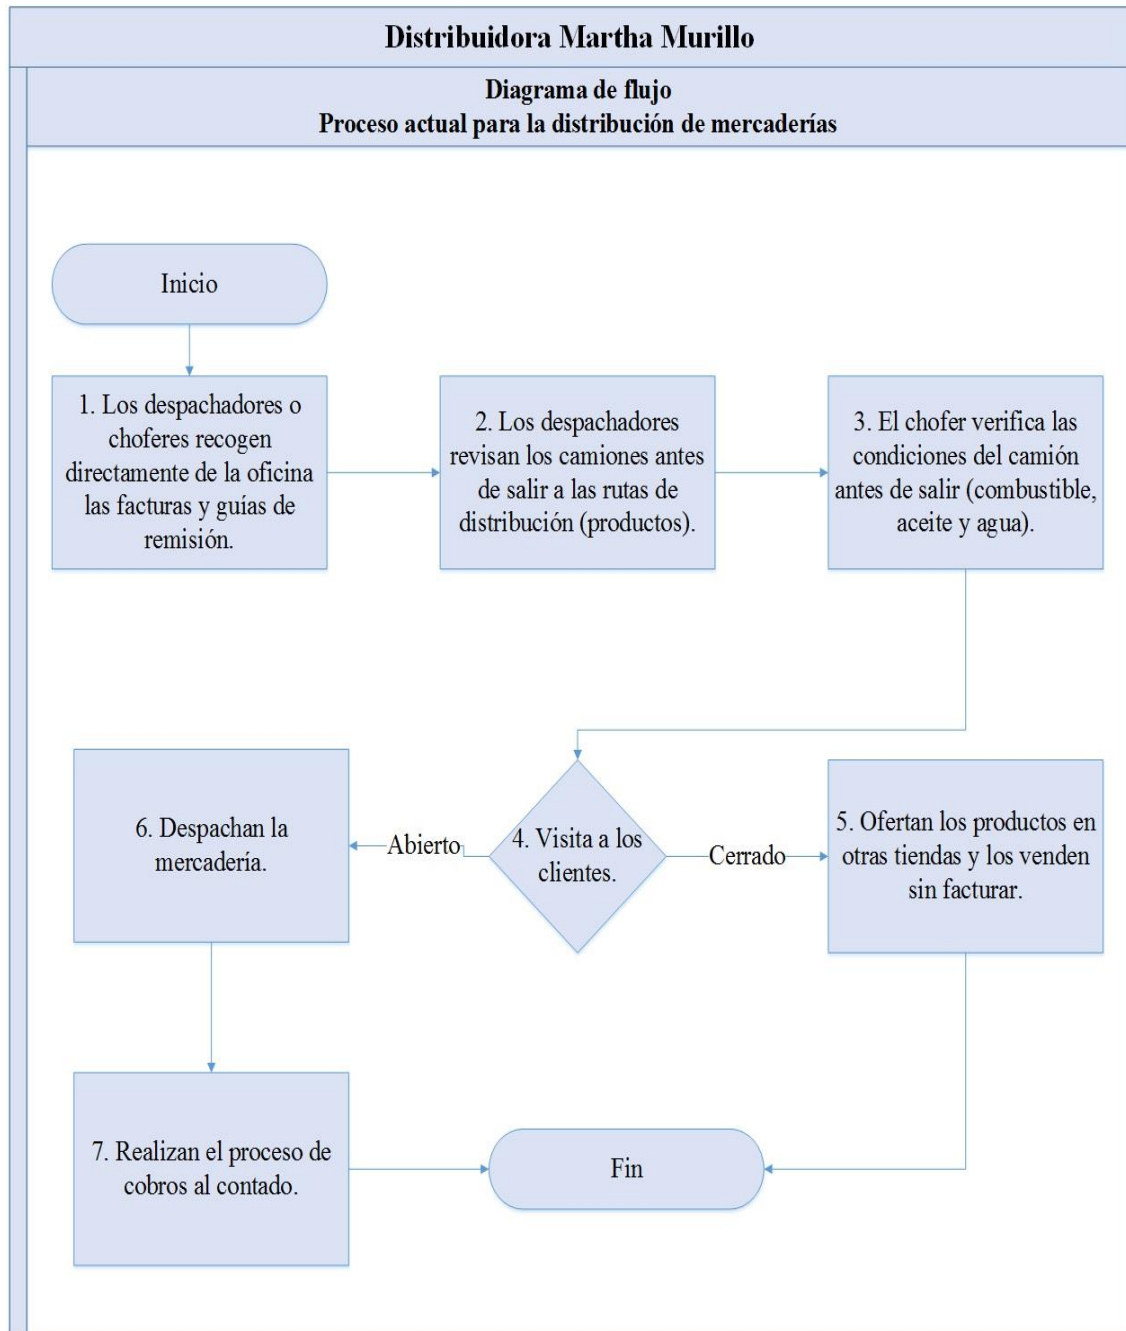 Distribuidora Martha Murillo
Diagrama de flujo
Proceso actual para la distribución de mercaderías
Inicio
1. Los despachadores o
choferes recogen
directamente de la oficina
las facturas y guías de
remisión.
2. Los despachadores
revisan los camiones antes
de salir a las rutas de
distribución (productos).
3. El chofer verifica las
condiciones del camión
antes de salir (combustible,
aceite y agua).
4. Visita a los
clientes.
Cerrado
5. Ofertan los productos en
otras tiendas y los venden
sin facturar.
Abierto
6. Despachan la
mercadería.
7. Realizan el proceso de
cobros al contado.
Fin